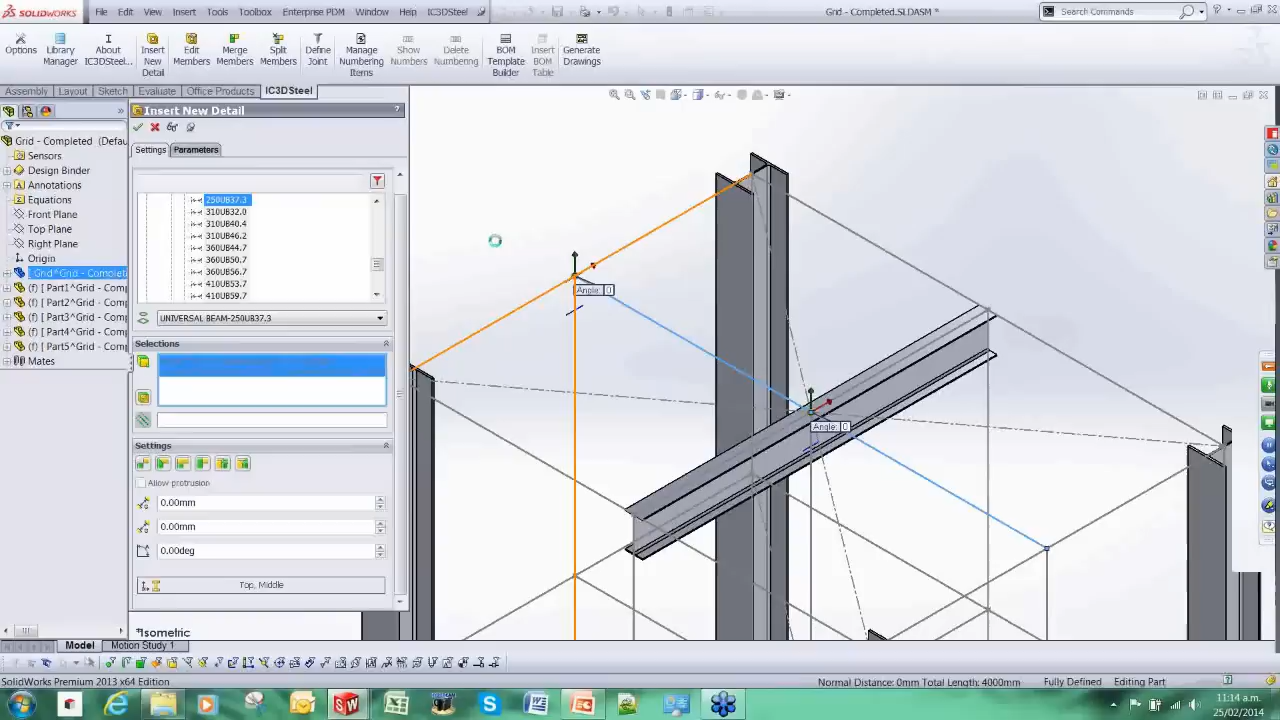 SOLIDWORKS File Edit View Insert Tools Toolbox Enterprise PDM Window Help IC3DSteel Grid - Completed.SLDASM * Search Commands
Options Library Manager About IC3DSteel... Insert New Detail Edit Members Merge Members Split Members Define Joint Manage Numbering Items Show Numbers Delete Numbering BOM Template Builder Insert BOM Table Generate Drawings
Assembly Layout Sketch Evaluate Office Products IC3DSteel
Insert New Detail ?
Settings Parameters
Grid - Completed (Defau
Sensors
Design Binder
Annotations
Equations
Front Plane
Top Plane
Right Plane
Origin
[ Grid^Grid - Complet
(f) [ Part1^Grid - Comp
(f) [ Part2^Grid - Comp
(f) [ Part3^Grid - Comp
(f) [ Part4^Grid - Comp
(f) [ Part5^Grid - Comp
Mates
250UB37.3
310UB32.0
310UB40.4
310UB46.2
360UB44.7
360UB50.7
360UB56.7
410UB53.7
410UB59.7
UNIVERSAL BEAM-250UB37.3
Selections
Settings
Allow protrusion
0.00mm
0.00mm
0.00deg
Top, Middle
Angle: 0
Angle: 0
*Isometric
Model Motion Study 1
SolidWorks Premium 2013 x64 Edition Normal Distance: 0mm Total Length: 4000mm Fully Defined Editing Part
11:14 a.m.
25/02/2014